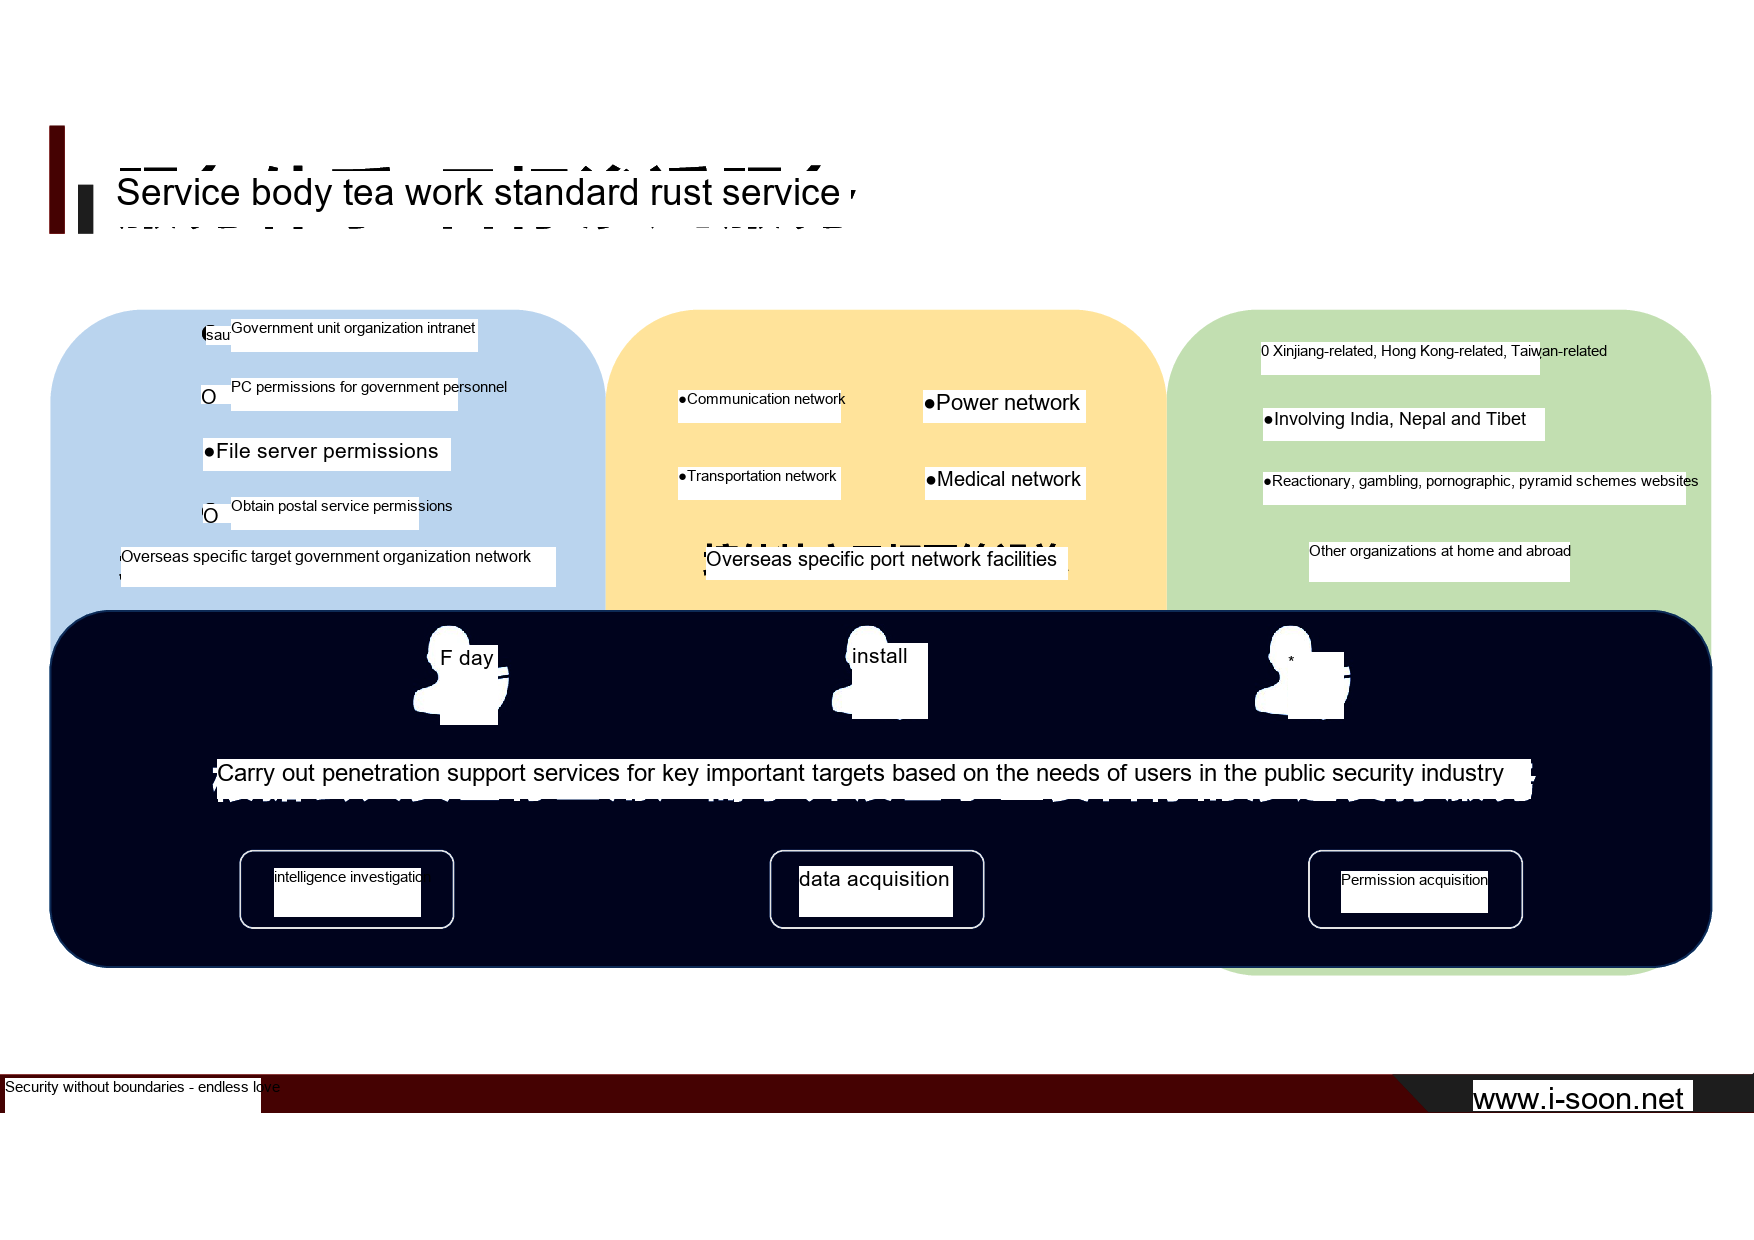 Service body tea work standard rust service
sau
Government unit organization intranet
O
PC permissions for government personnel
●File server permissions
O
Obtain postal service permissions
Overseas specific target government organization network
●Communication network
●Power network
●Transportation network
●Medical network
Overseas specific port network facilities
0 Xinjiang-related, Hong Kong-related, Taiwan-related
●Involving India, Nepal and Tibet
●Reactionary, gambling, pornographic, pyramid schemes websites
Other organizations at home and abroad
F day
install
*
Carry out penetration support services for key important targets based on the needs of users in the public security industry
intelligence investigation
data acquisition
Permission acquisition
Security without boundaries - endless love
www.i-soon.net